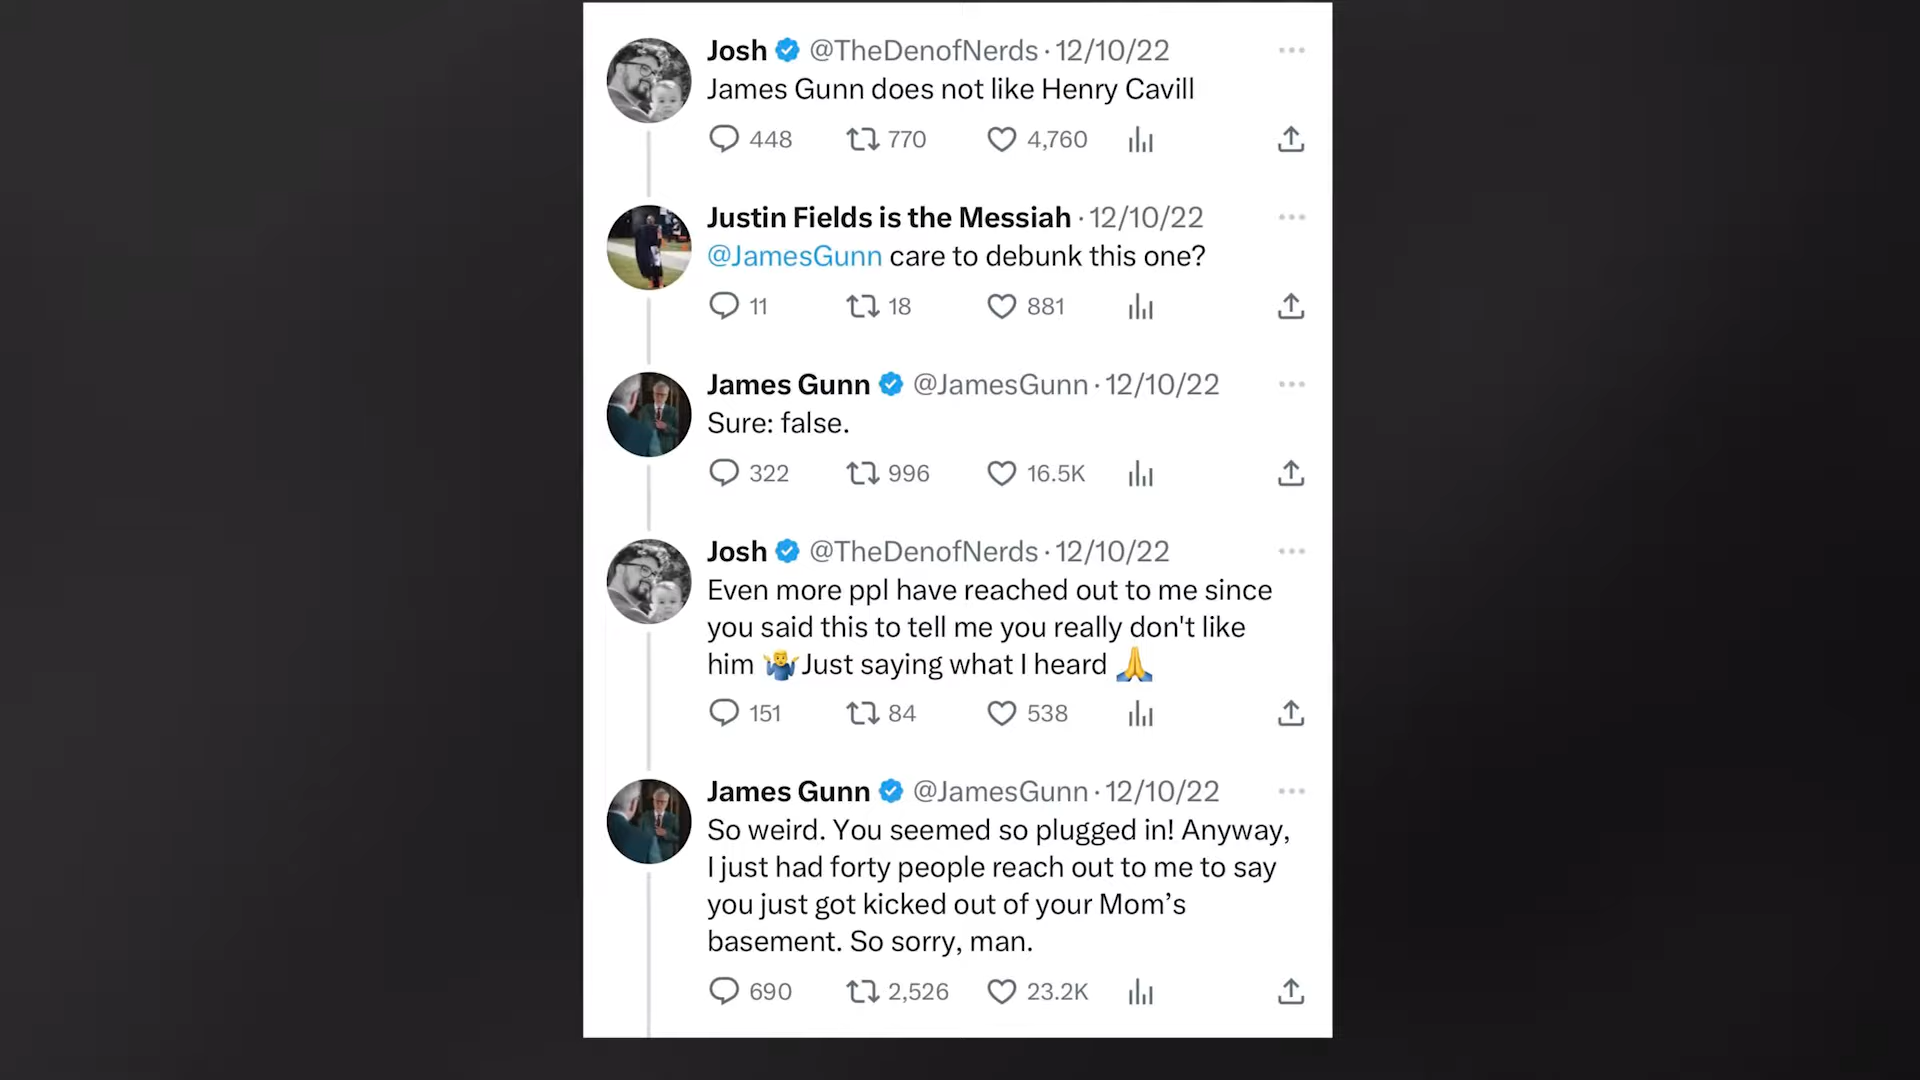 Josh @TheDenofNerds · 12/10/22
James Gunn does not like Henry Cavill
448 770 4,760
Justin Fields is the Messiah · 12/10/22
@JamesGunn care to debunk this one?
11 18 881
James Gunn @JamesGunn · 12/10/22
Sure: false.
322 996 16.5K
Josh @TheDenofNerds · 12/10/22
Even more ppl have reached out to me since
you said this to tell me you really don't like
him 🤷‍♂️ Just saying what I heard 🙏
151 84 538
James Gunn @JamesGunn · 12/10/22
So weird. You seemed so plugged in! Anyway,
I just had forty people reach out to me to say
you just got kicked out of your Mom’s
basement. So sorry, man.
690 2,526 23.2K